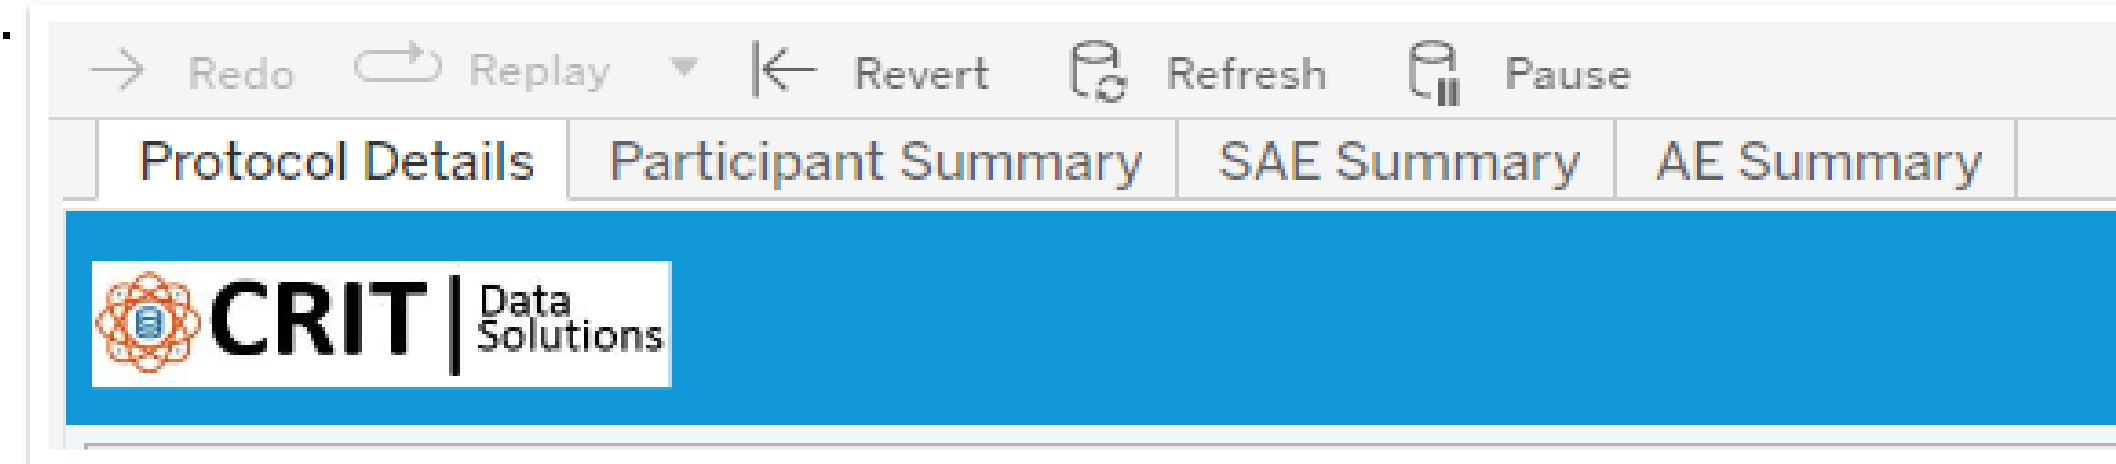 Redo Replay Revert Refresh Pause
Protocol Details Participant Summary SAE Summary AE Summary
CRIT Data
Solutions